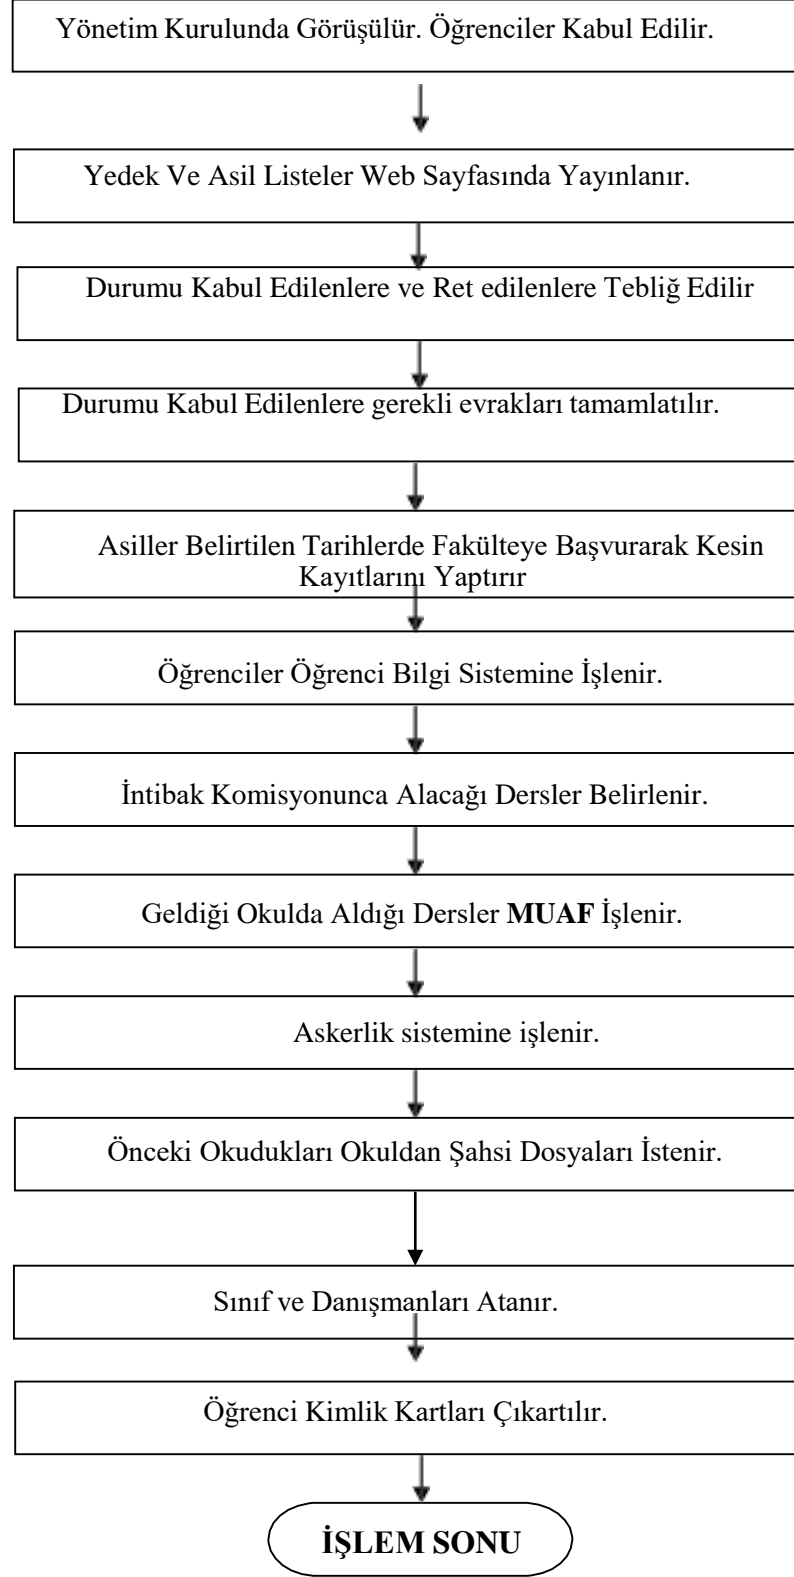 Yönetim Kurulunda Görüşülür. Öğrenciler Kabul Edilir.
Yedek Ve Asil Listeler Web Sayfasında Yayınlanır.
Durumu Kabul Edilenlere ve Ret edilenlere Tebliğ Edilir
Durumu Kabul Edilenlere gerekli evrakları tamamlatılır.
Asiller Belirtilen Tarihlerde Fakülteye Başvurarak Kesin
Kayıtlarını Yaptırır
Öğrenciler Öğrenci Bilgi Sistemine İşlenir.
İntibak Komisyonunca Alacağı Dersler Belirlenir.
Geldiği Okulda Aldığı Dersler MUAF İşlenir.
Askerlik sistemine işlenir.
Önceki Okudukları Okuldan Şahsi Dosyaları İstenir.
Sınıf ve Danışmanları Atanır.
Öğrenci Kimlik Kartları Çıkartılır.
İŞLEM SONU